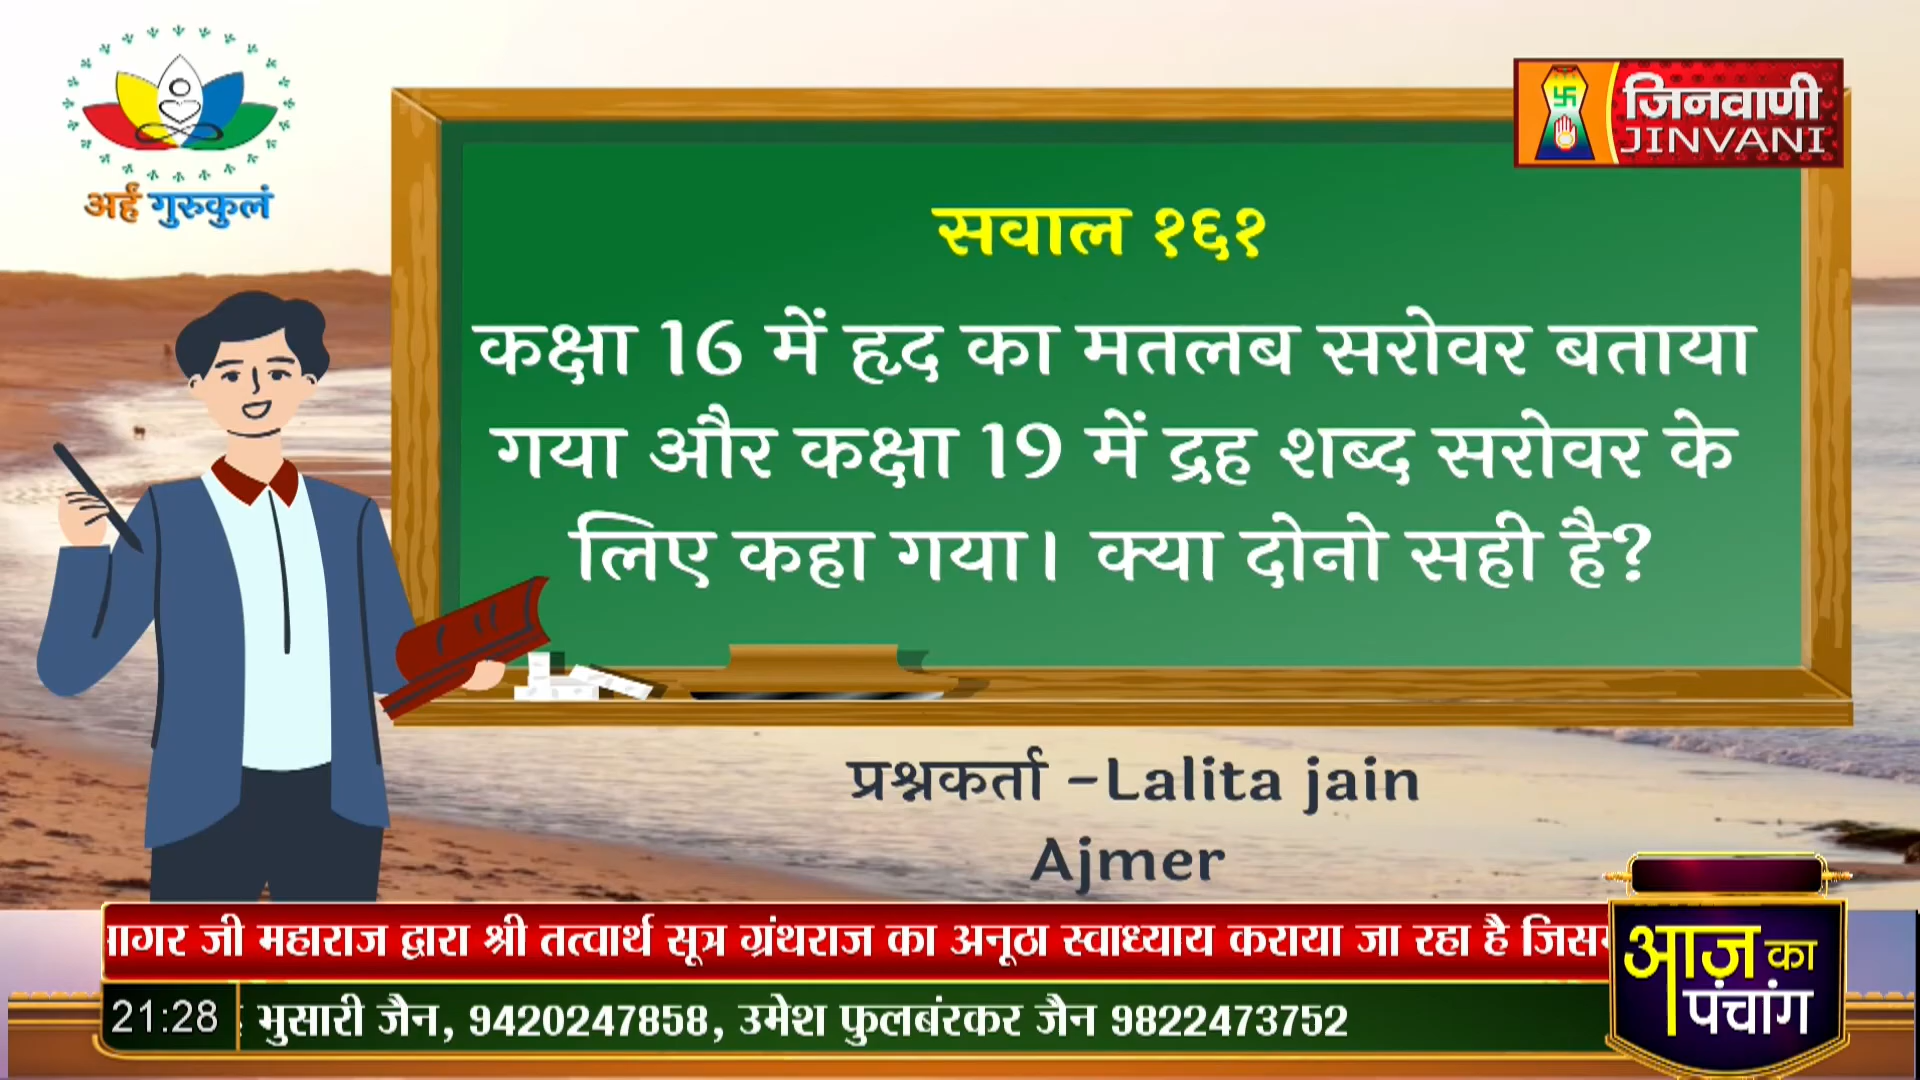 अर्हं गुरुकुलं
जिनवाणी
JINVANI
सवाल १६१
कक्षा 16 में हृद का मतलब सरोवर बताया
गया और कक्षा 19 में द्रह शब्द सरोवर के
लिए कहा गया। क्या दोनो सही है?
प्रश्नकर्ता -Lalita jain
Ajmer
जी महाराज द्वारा श्री तत्वार्थ सूत्र ग्रंथराज का अनूठा स्वाध्याय कराया जा रहा है
आज का
पंचांग
21:28 भुसारी जैन, 9420247858, उमेश फुलबंरकर जैन 9822473752